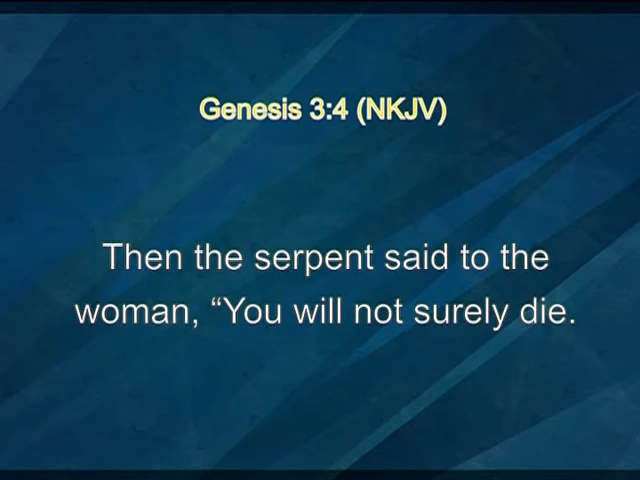 Genesis 3:4 (NKJV)
Then the serpent said to the
woman, “You will not surely die.